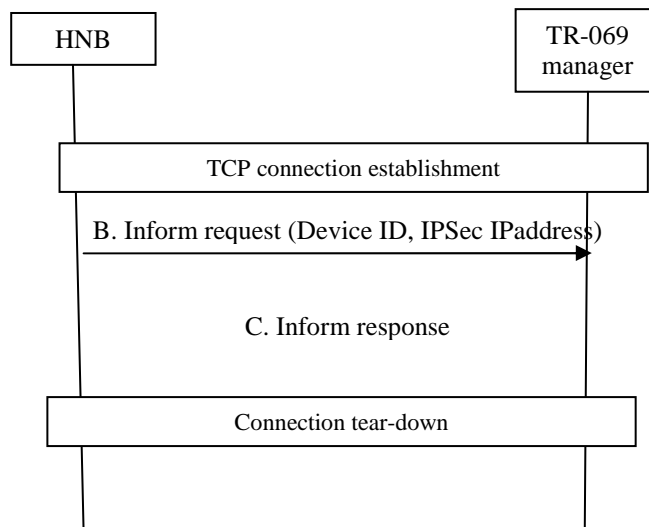 HNB
TR-069
manager
TCP connection establishment
B. Inform request (Device ID, IPSec IPaddress)
C. Inform response
Connection tear-down